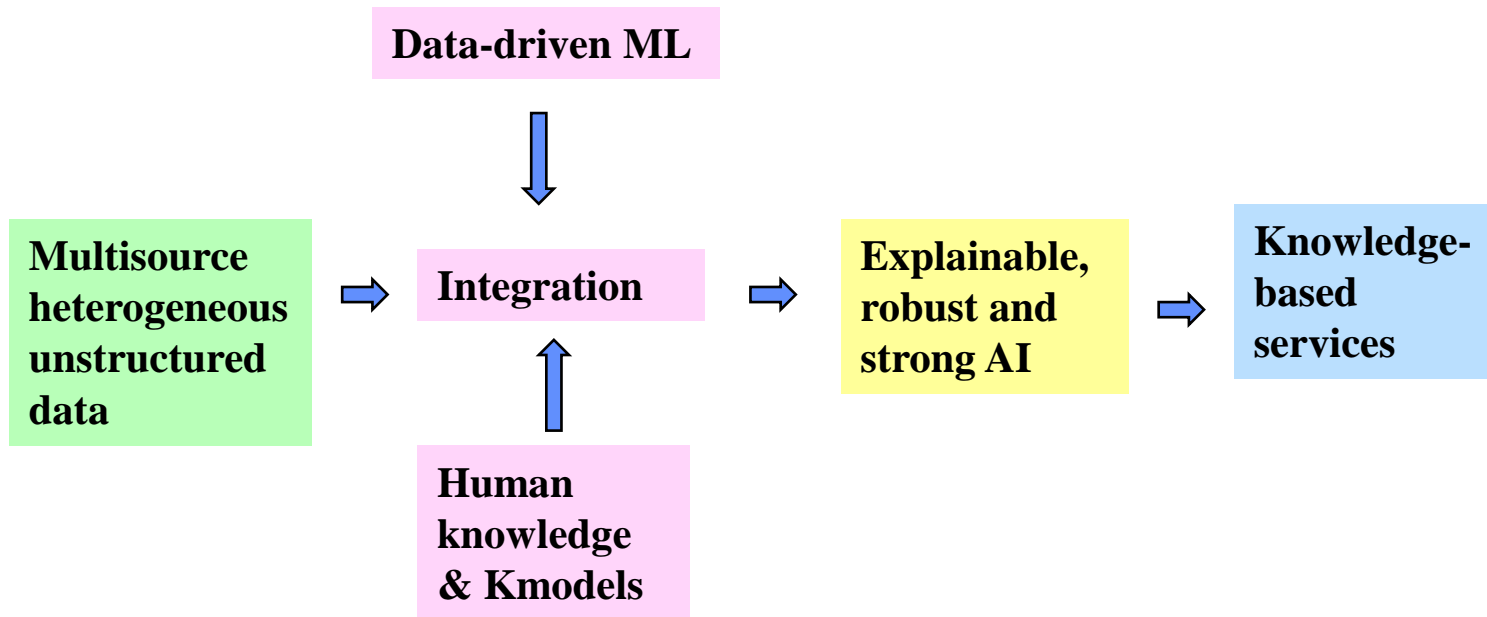 Data-driven ML
Multisource
heterogeneous
unstructured
data
Integration
Human
knowledge
& Kmodels
Explainable,
robust and
strong AI
Knowledge-
based
services